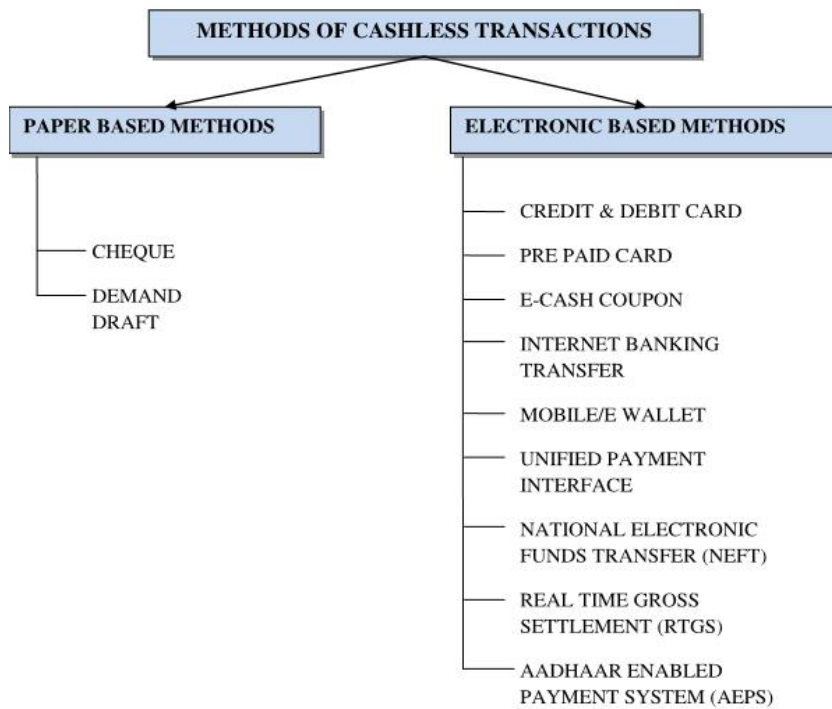 METHODS OF CASHLESS TRANSACTIONS
PAPER BASED METHODS
CHEQUE
DEMAND
DRAFT
ELECTRONIC BASED METHODS
CREDIT & DEBIT CARD
PRE PAID CARD
E-CASH COUPON
INTERNET BANKING
TRANSFER
MOBILE/E WALLET
UNIFIED PAYMENT
INTERFACE
NATIONAL ELECTRONIC
FUNDS TRANSFER (NEFT)
REAL TIME GROSS
SETTLEMENT (RTGS)
AADHAAR ENABLED
PAYMENT SYSTEM (AEPS)